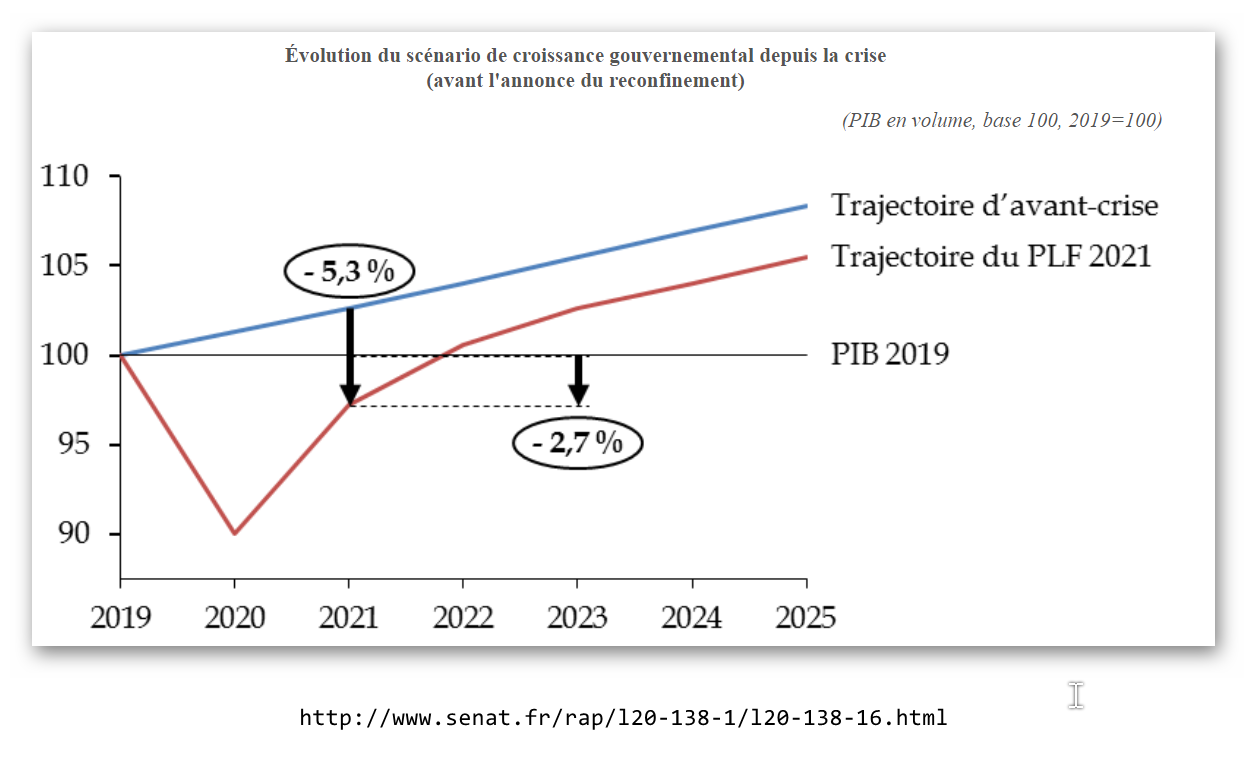 Évolution du scénario de croissance gouvernemental depuis la crise
(avant l'annonce du reconfinement)
(PIB en volume, base 100, 2019=100)
110
Trajectoire d’avant-crise
105
- 5,3 %
Trajectoire du PLF 2021
100
PIB 2019
95
- 2,7 %
90
2019 2020 2021 2022 2023 2024 2025
http://www.senat.fr/rap/l20-138-1/l20-138-16.html